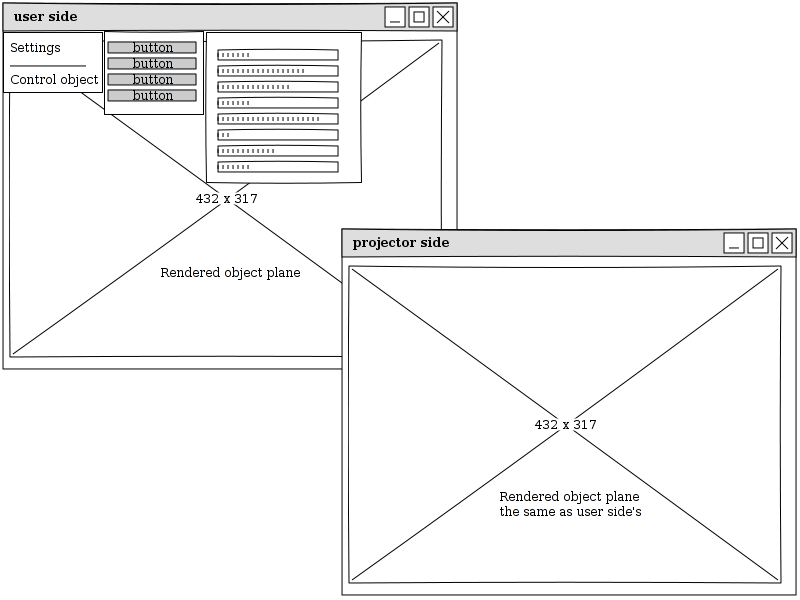 user side
Settings
Control object
button
button
button
button
432 x 317
Rendered object plane
projector side
432 x 317
Rendered object plane
the same as user side's